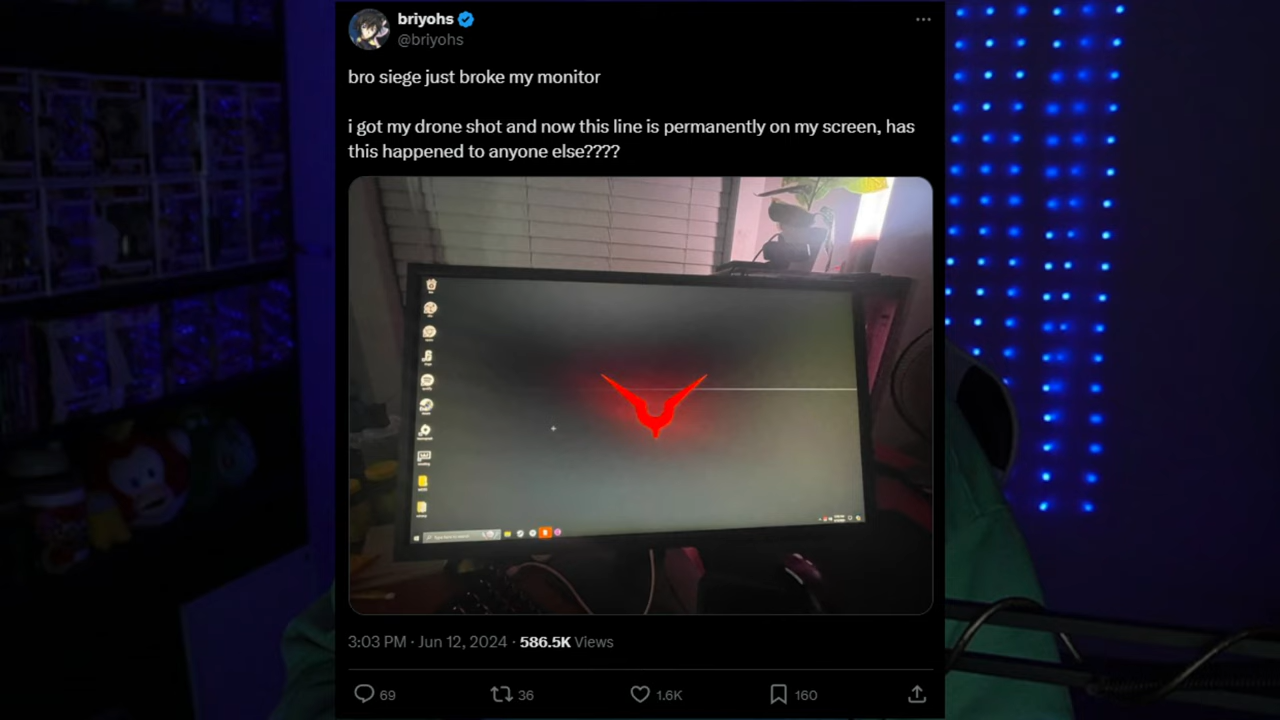 briyohs
@briyohs
bro siege just broke my monitor
i got my drone shot and now this line is permanently on my screen, has
this happened to anyone else????
3:03 PM · Jun 12, 2024 · 586.5K Views
69 36 1.6K 160